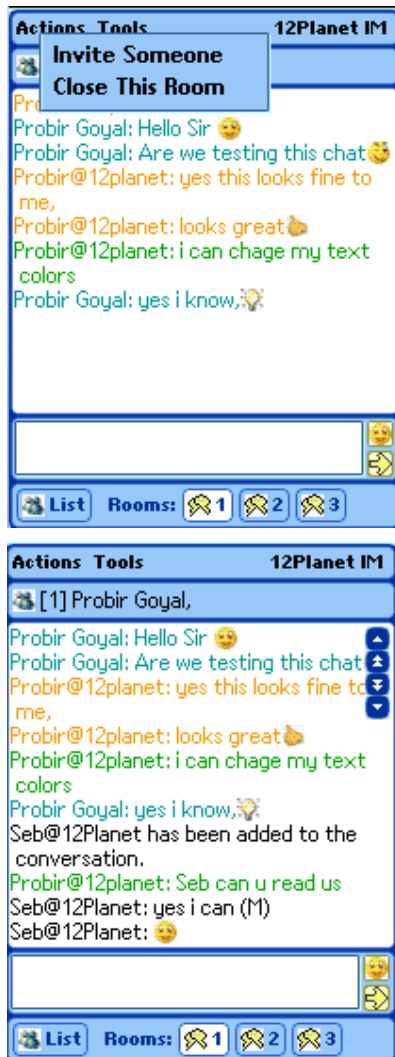 Actions Tools 12Planet IM
Invite Someone
Close This Room
Pro
Probir Goyal: Hello Sir
Probir Goyal: Are we testing this chat
Probir@12planet: yes this looks fine to
me,
Probir@12planet: looks great
Probir@12planet: i can chage my text
colors
Probir Goyal: yes i know,
List Rooms: 1 2 3
Actions Tools 12Planet IM
[1] Probir Goyal,
Probir Goyal: Hello Sir
Probir Goyal: Are we testing this chat
Probir@12planet: yes this looks fine to
me,
Probir@12planet: looks great
Probir@12planet: i can chage my text
colors
Probir Goyal: yes i know,
Seb@12Planet has been added to the
conversation.
Probir@12planet: Seb can u read us
Seb@12Planet: yes i can (M)
Seb@12Planet:
List Rooms: 1 2 3